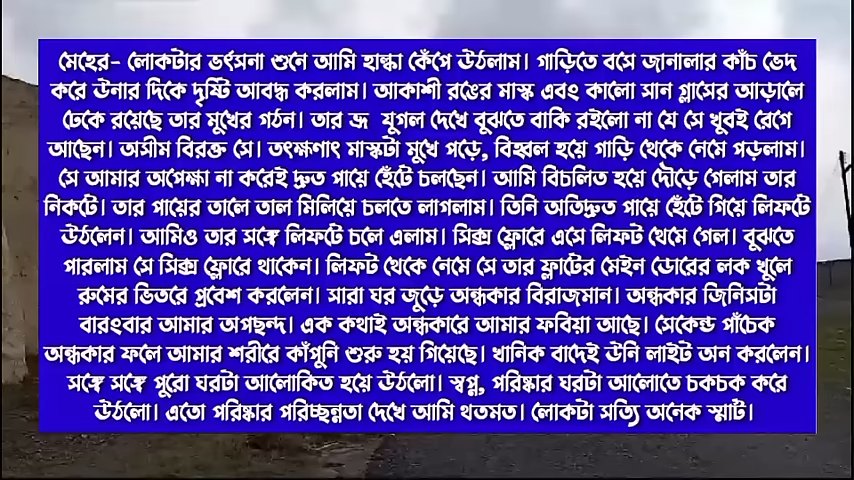 মেহের- লোকটার ভর্ৎসনা শুনে আমি হাল্কা কেঁপে উঠলাম। গাড়িতে বসে জানালার কাঁচ ভেদ
করে উনার দিকে দৃষ্টি আবদ্ধ করলাম। আকাশী রঙের মাস্ক এবং কালো সান গ্লাসের আড়ালে
ঢেকে রয়েছে তার মুখের গঠন। তার ভ্রূ যুগল দেখে বুঝতে বাকি রইলো না যে সে খুবই রেগে
আছেন। অসীম বিরক্ত সে। তৎক্ষণাৎ মাস্কটা মুখে পড়ে, বিহ্বল হয়ে গাড়ি থেকে নেমে পড়লাম।
সে আমার অপেক্ষা না করেই দ্রুত পায়ে হেঁটে চলছেন। আমি বিচলিত হয়ে দৌড়ে গেলাম তার
নিকটে। তার পায়ের তালে তাল মিলিয়ে চলতে লাগলাম। তিনি অতিদ্রুত পায়ে হেঁটে গিয়ে লিফটে
উঠলেন। আমিও তার সঙ্গে লিফটে চলে এলাম। সিক্স ফ্লোরে এসে লিফট থেমে গেল। বুঝতে
পারলাম সে সিক্স ফ্লোরে থাকেন। লিফট থেকে নেমে সে তার ফ্লাটের মেইন ডোরের লক খুলে
রুমের ভিতরে প্রবেশ করলেন। সারা ঘর জুড়ে অন্ধকার বিরাজমান। অন্ধকার জিনিসটা
বারংবার আমার অপছন্দ। এক কথাই অন্ধকারে আমার ফবিয়া আছে। সেকেন্ড পাঁচেক
অন্ধকার ফলে আমার শরীরে কাঁপুনি শুরু হয় গিয়েছে। খানিক বাদেই উনি লাইট অন করলেন।
সঙ্গে সঙ্গে পুরো ঘরটা আলোকিত হয়ে উঠলো। স্বপ্ন, পরিষ্কার ঘরটা আলোতে চকচক করে
উঠলো। এতো পরিষ্কার পরিচ্ছন্নতা দেখে আমি থতমত। লোকটা সত্যি অনেক স্মার্ট।